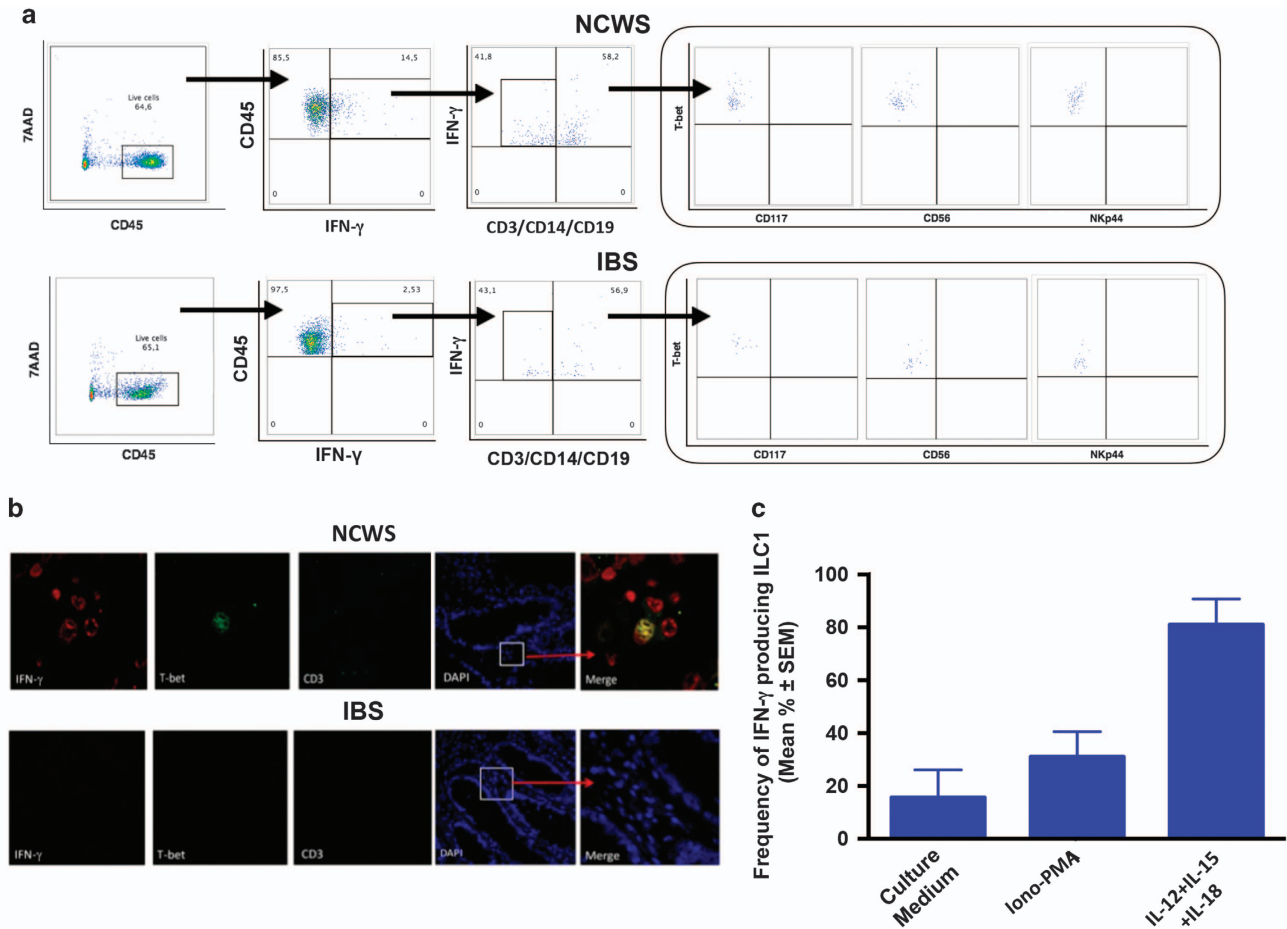 a
NCWS
7AAD
Live cells
64,6
CD45
CD45
85,5
14,5
0
0
IFN-γ
IFN-γ
41,8
58,2
0
0
CD3/CD14/CD19
T-bet
CD117
CD56
NKp44
IBS
7AAD
Live cells
65,1
CD45
CD45
97,5
2,53
0
0
IFN-γ
IFN-γ
43,1
56,9
0
0
CD3/CD14/CD19
T-bet
CD117
CD56
NKp44
b
NCWS
IFN-γ
T-bet
CD3
DAPI
Merge
IBS
IFN-γ
T-bet
CD3
DAPI
Merge
c
Frequency of IFN-γ producing ILC1
(Mean % ± SEM)
100
80
60
40
20
0
Culture
Medium
Iono-PMA
IL-12+IL-15
+IL-18